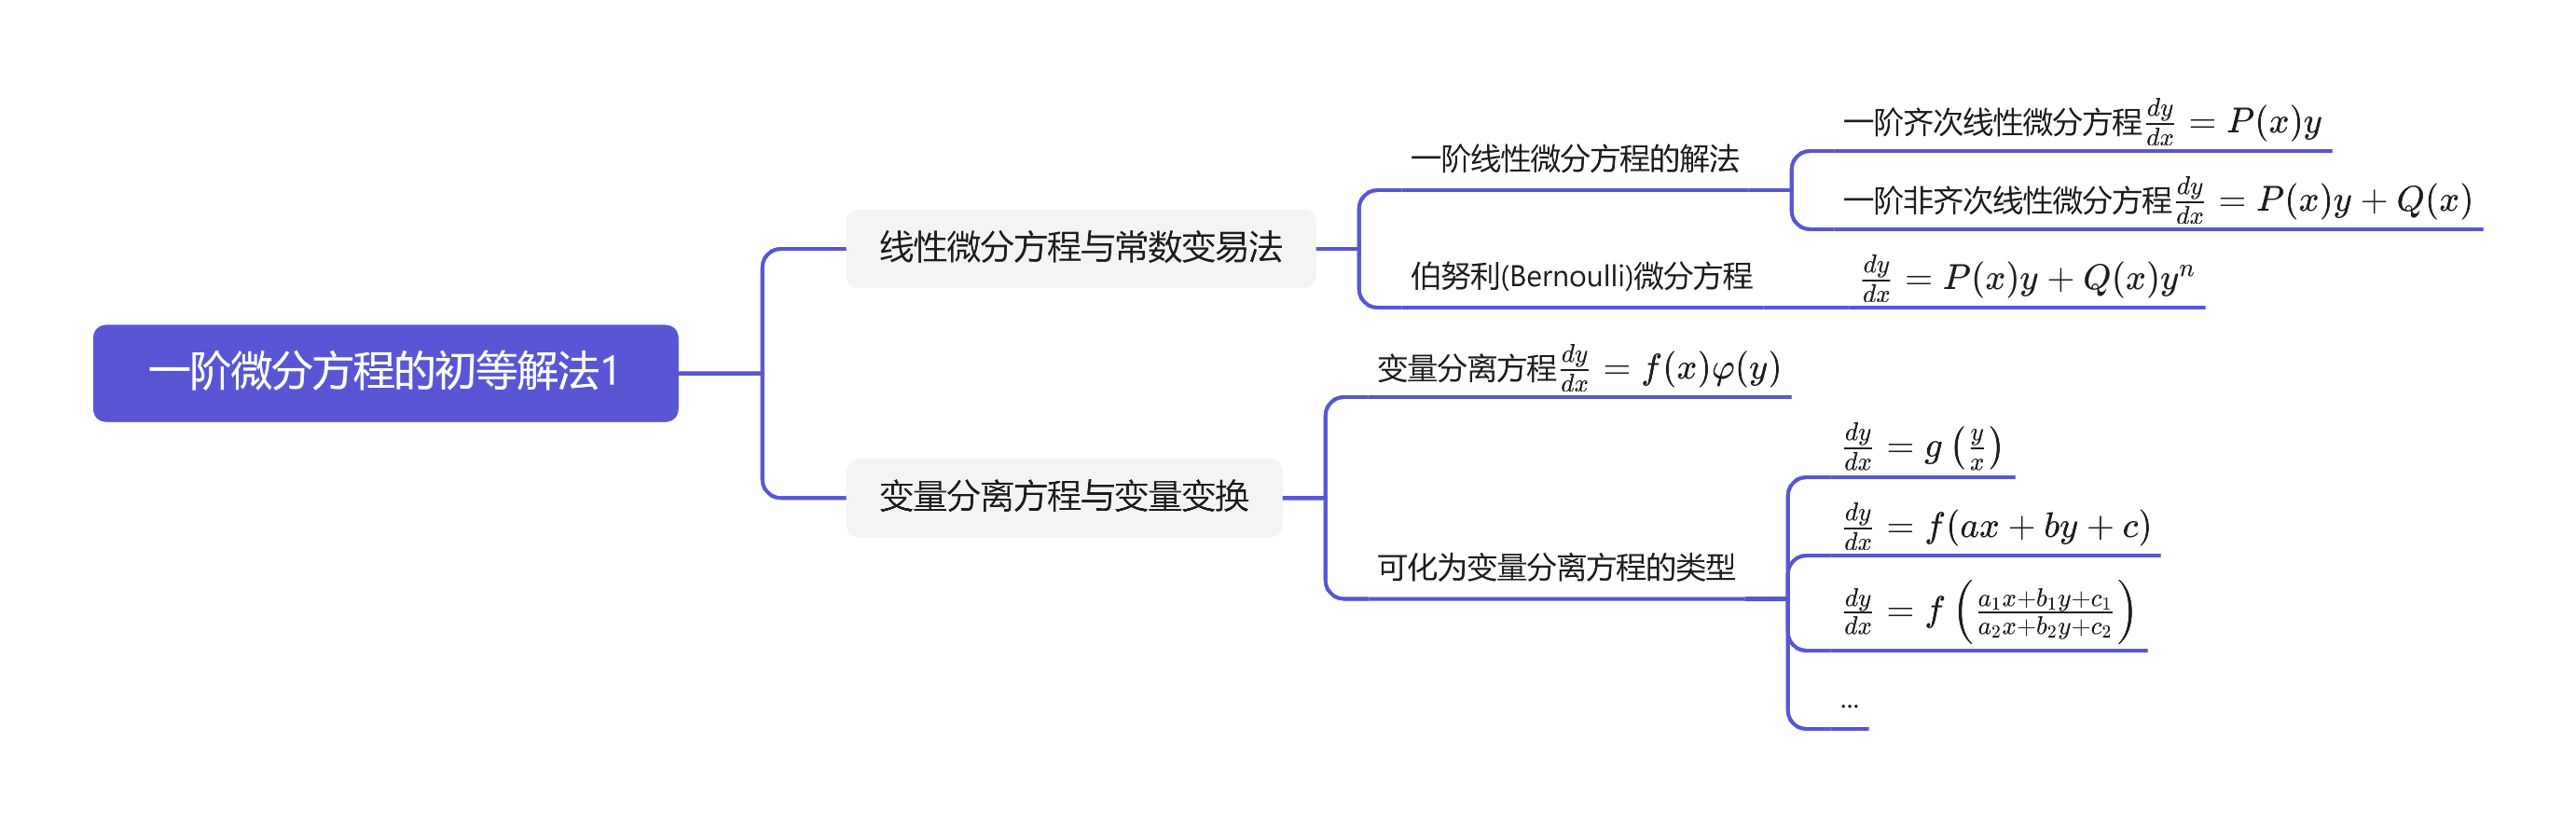 一阶微分方程的初等解法1
线性微分方程与常数变易法
一阶线性微分方程的解法
一阶齐次线性微分方程$\frac{dy}{dx} = P(x)y$
一阶非齐次线性微分方程$\frac{dy}{dx} = P(x)y + Q(x)$
伯努利(Bernoulli)微分方程
$\frac{dy}{dx} = P(x)y + Q(x)y^n$
变量分离方程与变量变换
变量分离方程$\frac{dy}{dx} = f(x)\varphi(y)$
可化为变量分离方程的类型
$\frac{dy}{dx} = g\left(\frac{y}{x}\right)$
$\frac{dy}{dx} = f(ax + by + c)$
$\frac{dy}{dx} = f\left(\frac{a_1x+b_1y+c_1}{a_2x+b_2y+c_2}\right)$
...